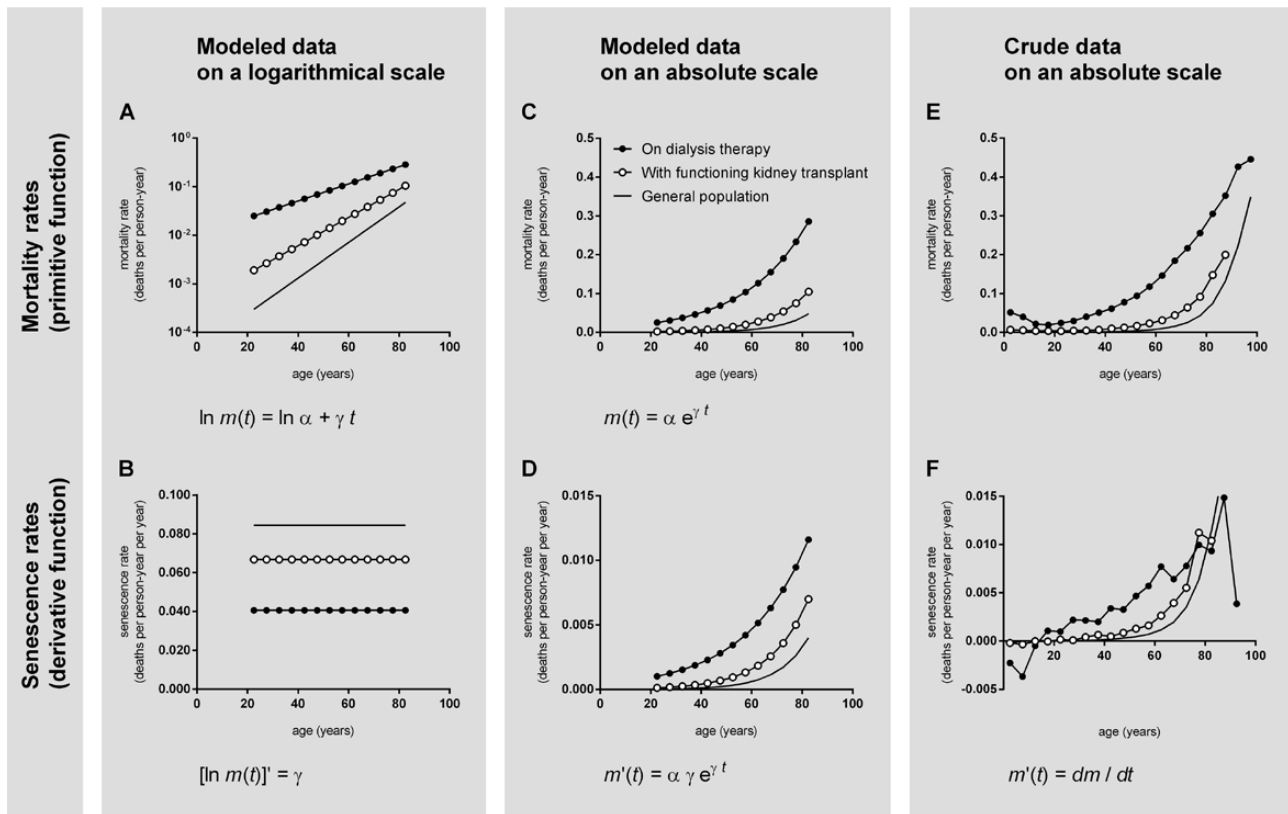 Modeled data
on a logarithmical scale
Modeled data
on an absolute scale
Crude data
on an absolute scale
Mortality rates
(primitive function)
A
mortality rate
(deaths per person-year)
10⁰
10⁻¹
10⁻²
10⁻³
10⁻⁴
0 20 40 60 80 100
age (years)
ln m(t) = ln α + γ t
C
mortality rate
(deaths per person-year)
0.5
0.4
0.3
0.2
0.1
0.0
On dialysis therapy
With functioning kidney transplant
General population
0 20 40 60 80 100
age (years)
m(t) = α e^γ t
E
mortality rate
(deaths per person-year)
0.5
0.4
0.3
0.2
0.1
0.0
0 20 40 60 80 100
age (years)
Senescence rates
(derivative function)
B
senescence rate
(deaths per person-year per year)
0.100
0.080
0.060
0.040
0.020
0.000
0 20 40 60 80 100
age (years)
[ln m(t)]' = γ
D
senescence rate
(deaths per person-year per year)
0.015
0.010
0.005
0.000
0 20 40 60 80 100
age (years)
m'(t) = α γ e^γ t
F
senescence rate
(deaths per person-year per year)
0.015
0.010
0.005
0.000
-0.005
20 40 60 80 100
age (years)
m'(t) = dm / dt